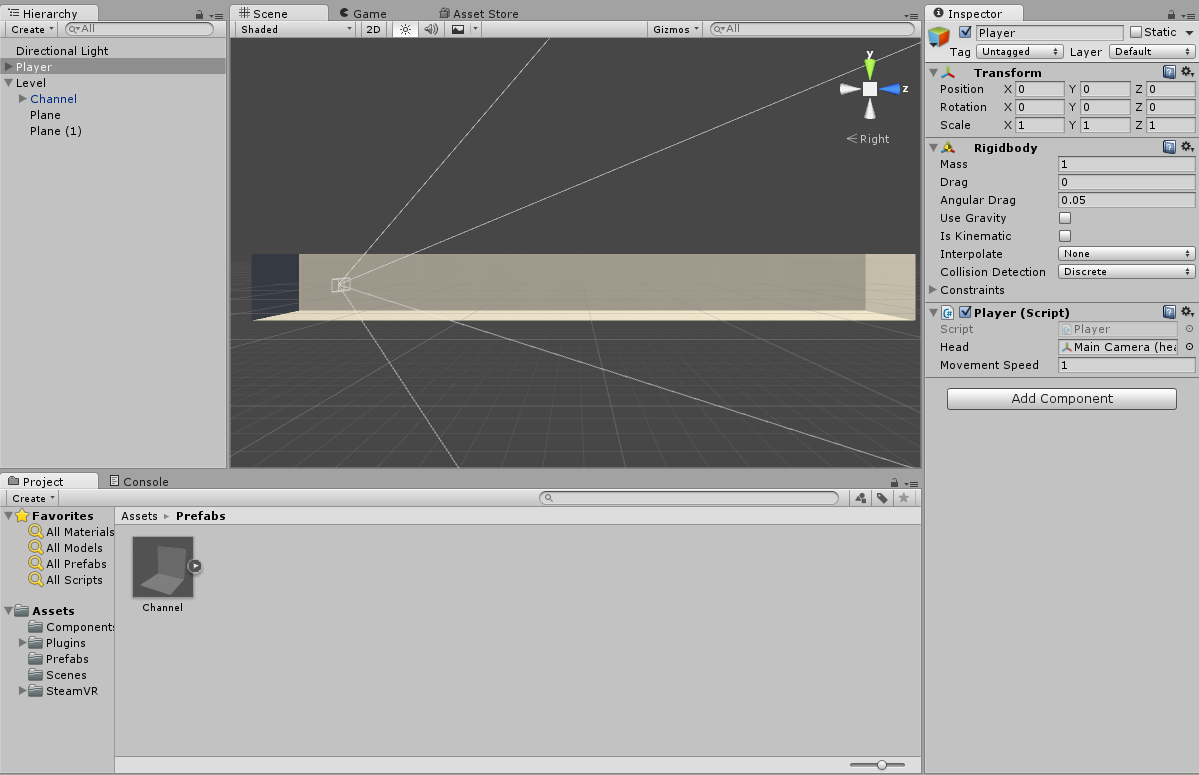 Hierarchy
Create All
Directional Light
Player
Level
Channel
Plane
Plane (1)
Scene Game Asset Store
Shaded 2D Gizmos All
y
z
Right
Inspector
Player Static
Tag Untagged Layer Default
Transform
Position X 0 Y 0 Z 0
Rotation X 0 Y 0 Z 0
Scale X 1 Y 1 Z 1
Rigidbody
Mass 1
Drag 0
Angular Drag 0.05
Use Gravity
Is Kinematic
Interpolate None
Collision Detection Discrete
Constraints
Player (Script)
Script Player
Head Main Camera (hea
Movement Speed 1
Add Component
Project Console
Create
Favorites
All Materials
All Models
All Prefabs
All Scripts
Assets
Components
Plugins
Prefabs
Scenes
SteamVR
Assets Prefabs
Channel